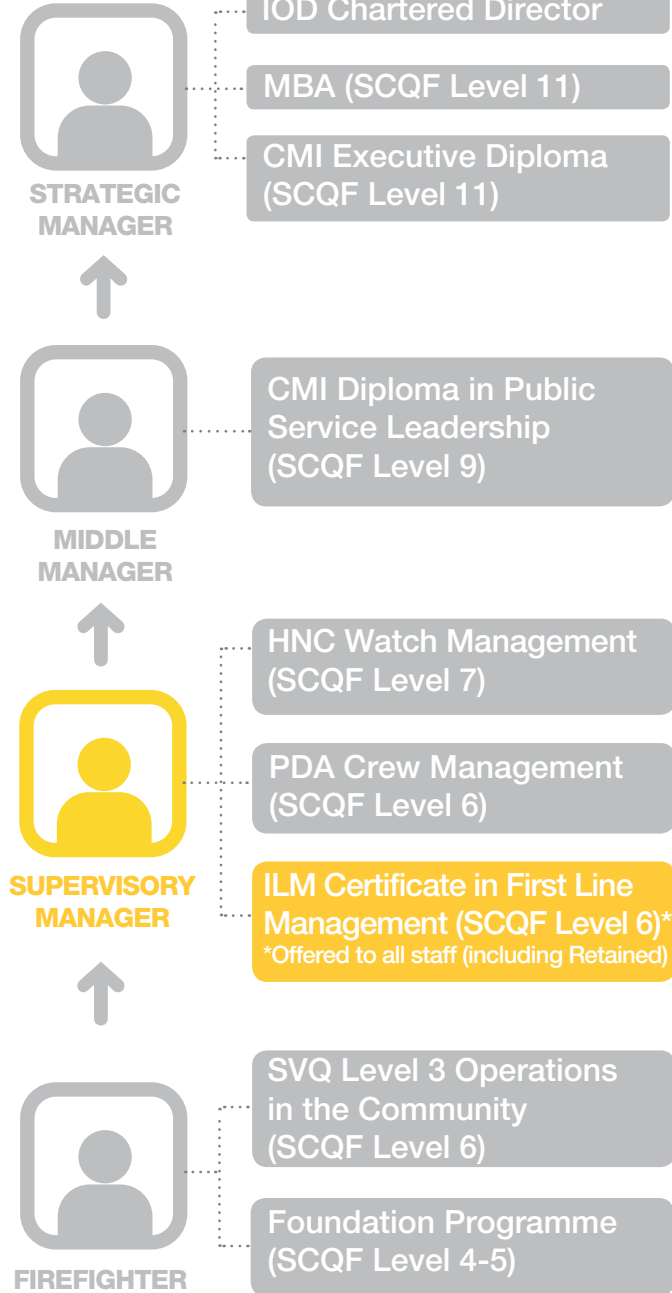 IOD Chartered Director
MBA (SCQF Level 11)
CMI Executive Diploma
(SCQF Level 11)
STRATEGIC
MANAGER
CMI Diploma in Public
Service Leadership
(SCQF Level 9)
MIDDLE
MANAGER
HNC Watch Management
(SCQF Level 7)
PDA Crew Management
(SCQF Level 6)
ILM Certificate in First Line
Management (SCQF Level 6)*
*Offered to all staff (including Retained)
SUPERVISORY
MANAGER
SVQ Level 3 Operations
in the Community
(SCQF Level 6)
Foundation Programme
(SCQF Level 4-5)
FIREFIGHTER